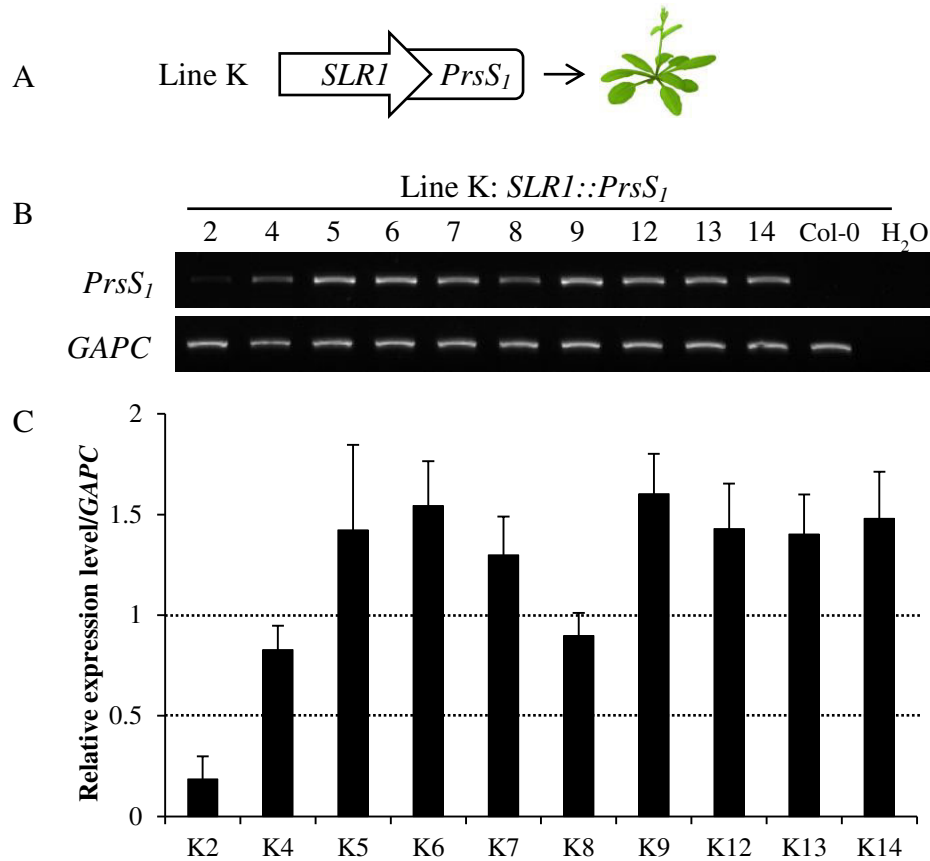 A
Line K SLR1 PrsS₁
B
Line K: SLR1::PrsS₁
2 4 5 6 7 8 9 12 13 14 Col-0 H₂O
PrsS₁
GAPC
C
Relative expression level/GAPC
2
1.5
1
0.5
0
K2 K4 K5 K6 K7 K8 K9 K12 K13 K14